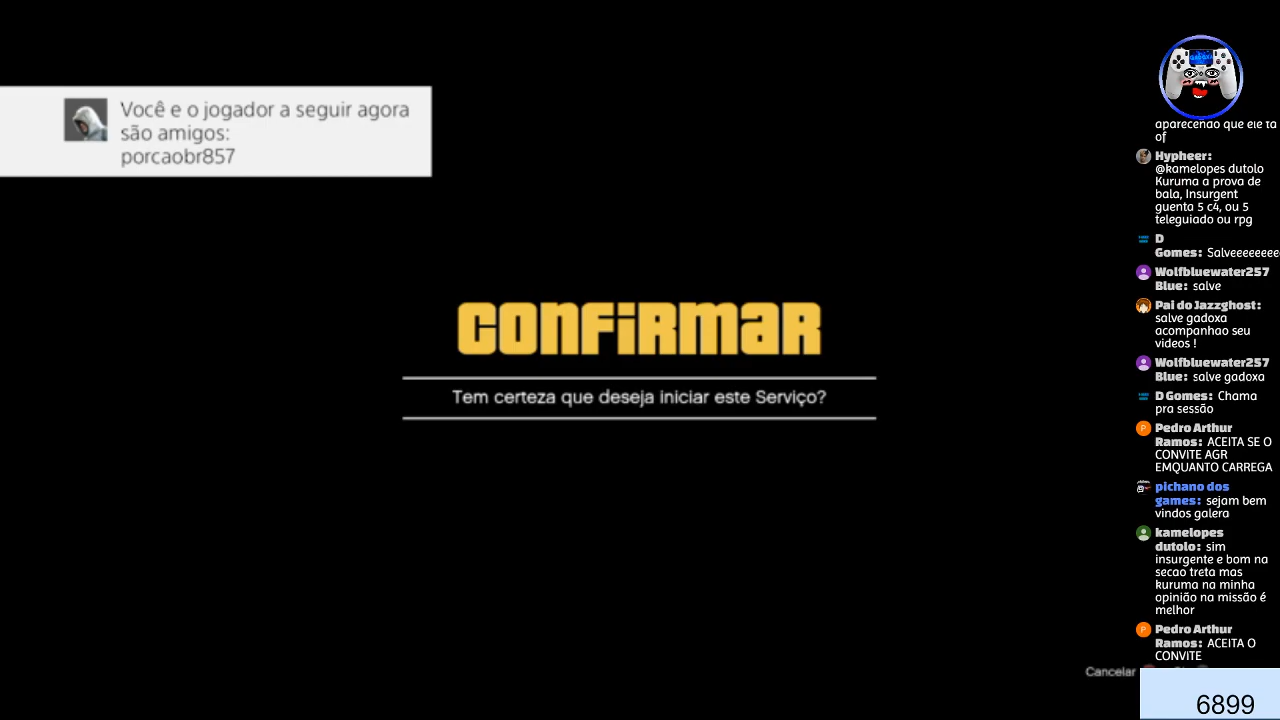 Você e o jogador a seguir agora
são amigos:
porcaobr857
CONFIRMAR
Tem certeza que deseja iniciar este Serviço?
Cancelar
aparecendo que ele ta
of
Hypheer:
@kamelopes dutolo
Kuruma a prova de
bala, Insurgent
guenta 5 c4, ou 5
teleguiado ou rpg
D
Gomes: Salveeeeeeee
Wolfbluewater257
Blue: salve
Pai do Jazzghost:
salve gadoxa
acompanhao seu
videos !
Wolfbluewater257
Blue: salve gadoxa
D Gomes: Chama
pra sessão
Pedro Arthur
Ramos: ACEITA SE O
CONVITE AGR
EMQUANTO CARREGA
pichano dos
games: sejam bem
vindos galera
kamelopes
dutolo: sim
insurgente e bom na
secao treta mas
kuruma na minha
opinião na missão é
melhor
Pedro Arthur
Ramos: ACEITA O
CONVITE
6899